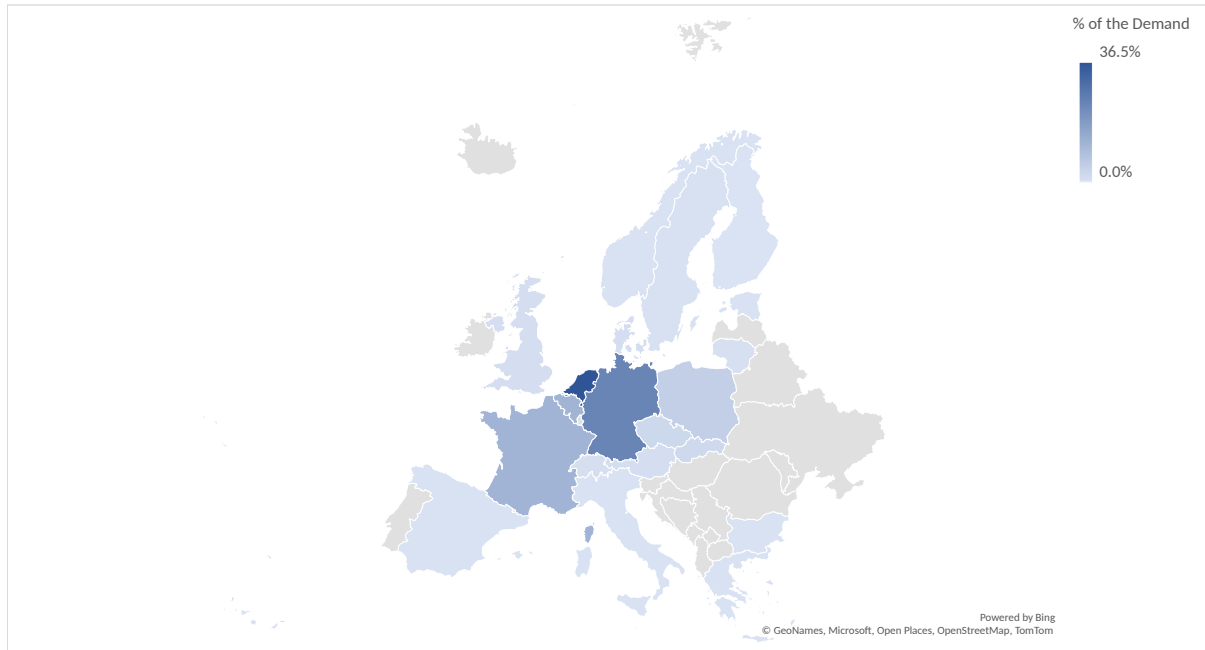 % of the Demand
36.5%
0.0%
Powered by Bing
© GeoNames, Microsoft, Open Places, OpenStreetMap, TomTom